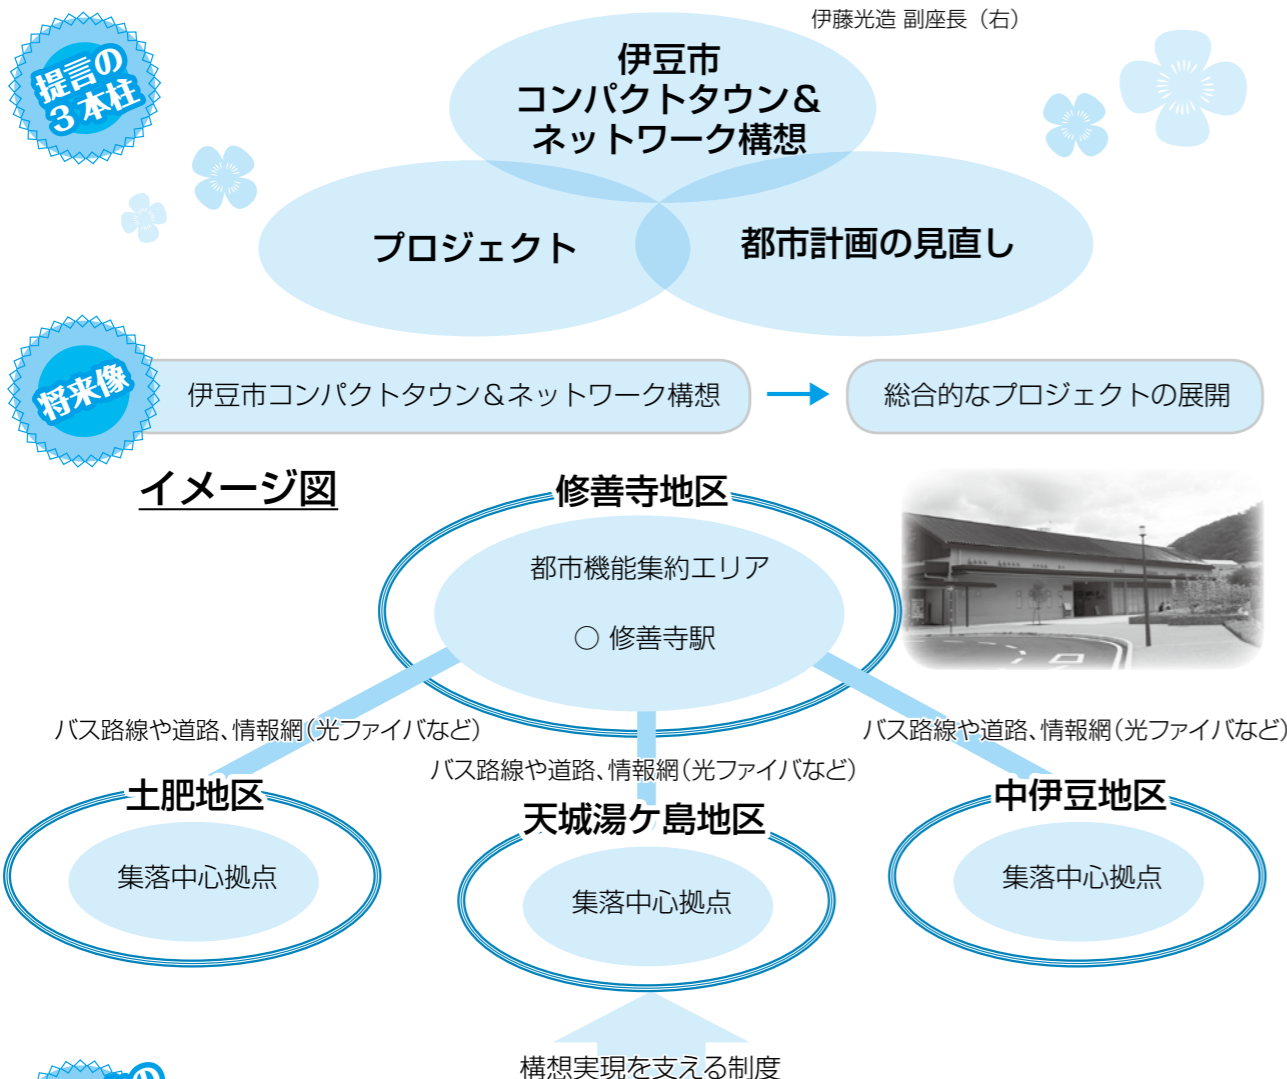 伊藤光造 副座長（右）
提言の
3本柱
伊豆市
コンパクトタウン＆
ネットワーク構想
プロジェクト
都市計画の見直し
将来像
伊豆市コンパクトタウン＆ネットワーク構想
総合的なプロジェクトの展開
イメージ図
修善寺地区
都市機能集約エリア
○ 修善寺駅
バス路線や道路、情報網（光ファイバなど）
バス路線や道路、情報網（光ファイバなど）
バス路線や道路、情報網（光ファイバなど）
土肥地区
集落中心拠点
天城湯ケ島地区
集落中心拠点
中伊豆地区
集落中心拠点
構想実現を支える制度
の